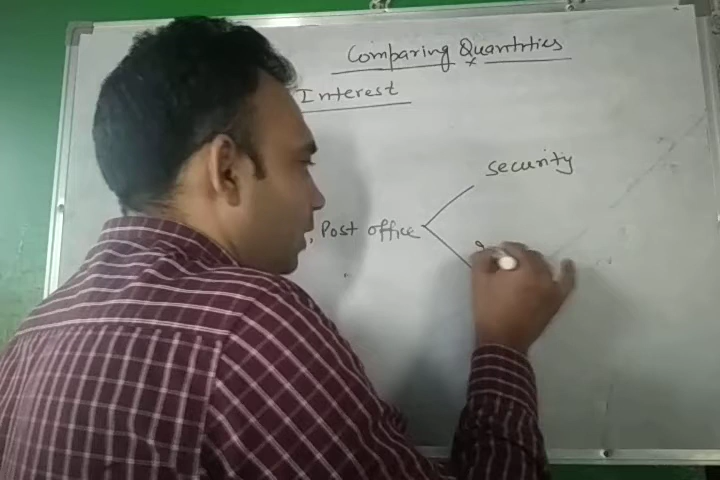 Comparing Quantities
Interest
security
, Post office